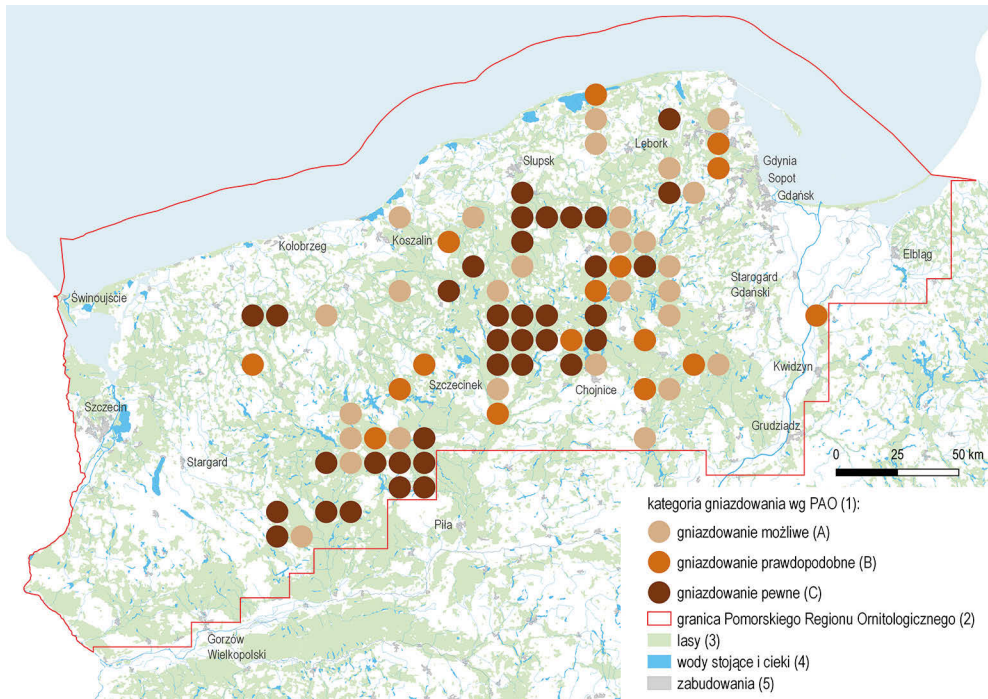 Lębork
Gdynia
Słupsk
Sopot
Gdańsk
Koszalin
Kołobrzeg
Elbląg
Starogard
Gdański
Świnoujście
Kwidzyn
Szczecinek
Chojnice
Szczecin
Grudziądz
Stargard
0 25 50 km
Piła
kategoria gniazdowania wg PAO (1):
gniazdowanie możliwe (A)
gniazdowanie prawdopodobne (B)
gniazdowanie pewne (C)
granica Pomorskiego Regionu Ornitologicznego (2)
lasy (3)
wody stojące i cieki (4)
zabudowania (5)
Gorzów
Wielkopolski